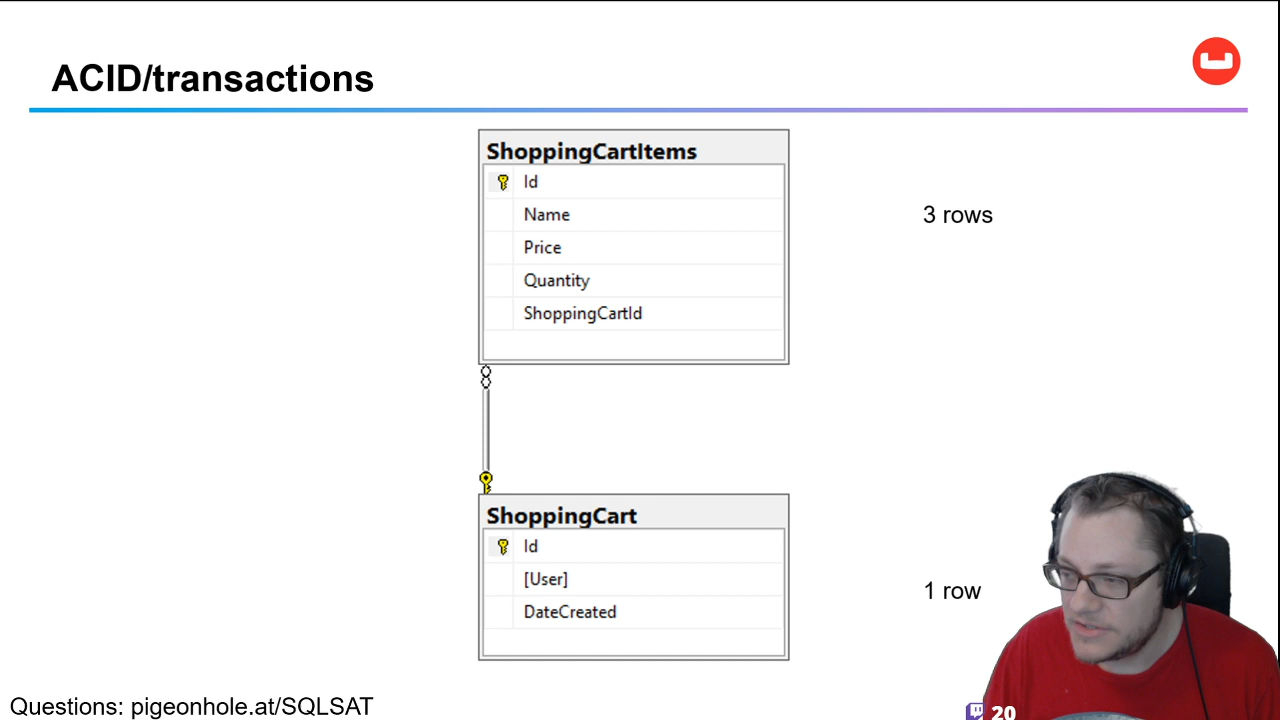 ACID/transactions
ShoppingCartItems
Id
Name
Price
Quantity
ShoppingCartId
3 rows
ShoppingCart
Id
[User]
DateCreated
1 row
Questions: pigeonhole.at/SQLSAT
20